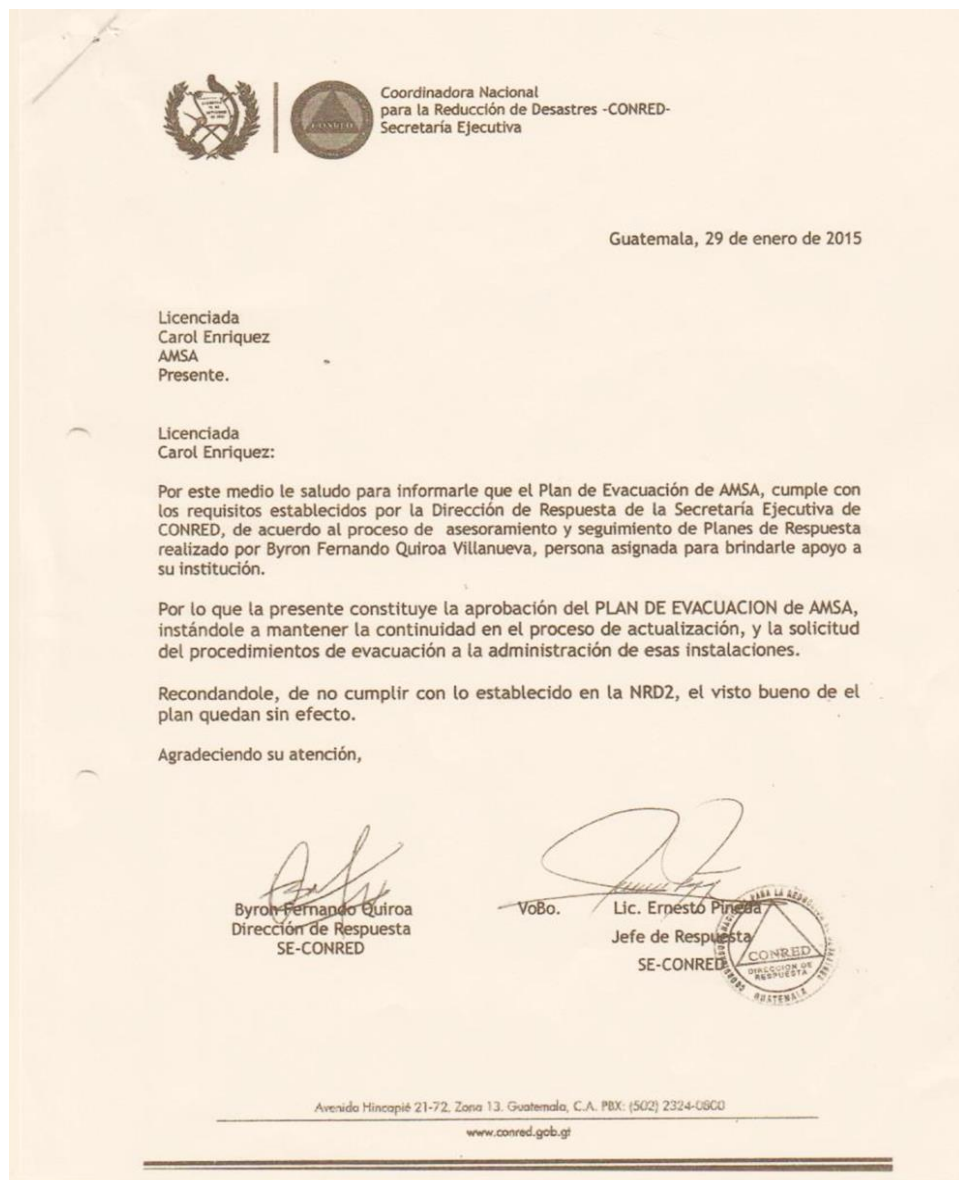 Coordinadora Nacional
para la Reducción de Desastres -CONRED-
Secretaría Ejecutiva
CONRED
Guatemala, 29 de enero de 2015
Licenciada
Carol Enriquez
AMSA
Presente.
Licenciada
Carol Enriquez:
Por este medio le saludo para informarle que el Plan de Evacuación de AMSA, cumple con
los requisitos establecidos por la Dirección de Respuesta de la Secretaría Ejecutiva de
CONRED, de acuerdo al proceso de asesoramiento y seguimiento de Planes de Respuesta
realizado por Byron Fernando Quiroa Villanueva, persona asignada para brindarle apoyo a
su institución.
Por lo que la presente constituye la aprobación del PLAN DE EVACUACION de AMSA,
instándole a mantener la continuidad en el proceso de actualización, y la solicitud
del procedimientos de evacuación a la administración de esas instalaciones.
Recondandole, de no cumplir con lo establecido en la NRD2, el visto bueno de el
plan quedan sin efecto.
Agradeciendo su atención,
Byron Fernando Quiroa
Dirección de Respuesta
SE-CONRED
VoBo. Lic. Ernesto Pineda
Jefe de Respuesta
SE-CONRED
CONRED
DIRECCION DE
RESPUESTA
GUATEMALA
Avenida Hincapié 21-72, Zona 13. Guatemala, C.A. PBX: (502) 2324-0800
www.conred.gob.gt